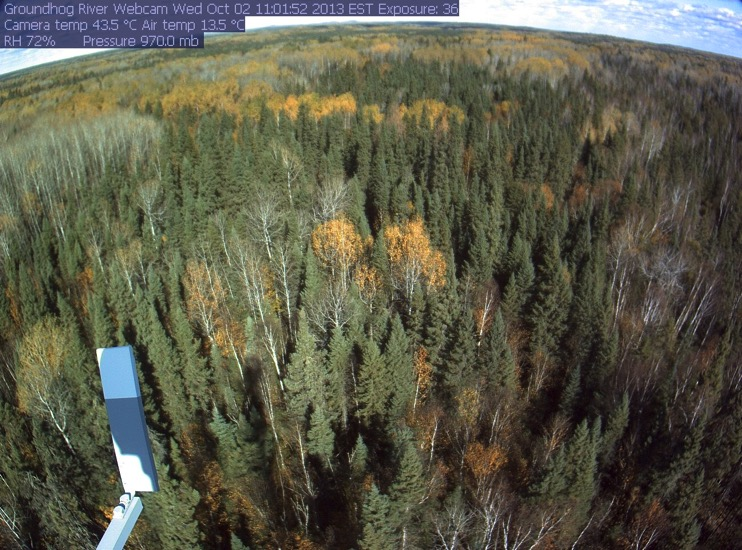 Groundhog River Webcam Wed Oct 02 11:01:52 2013 EST Exposure: 36
Camera temp 43.5 °C Air temp 13.5 °C
RH 72% Pressure 970.0 mb